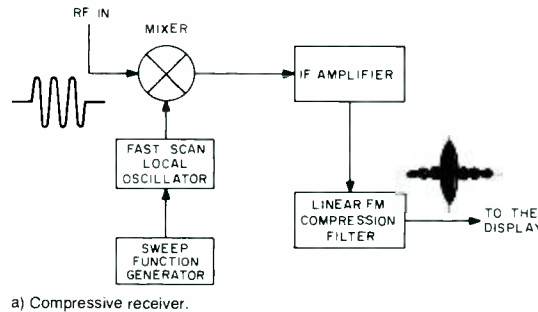 RF IN
MIXER
IF AMPLIFIER
FAST SCAN
LOCAL
OSCILLATOR
LINEAR FM
COMPRESSION
FILTER
TO THE
DISPLAY
SWEEP
FUNCTION
GENERATOR
a) Compressive receiver.